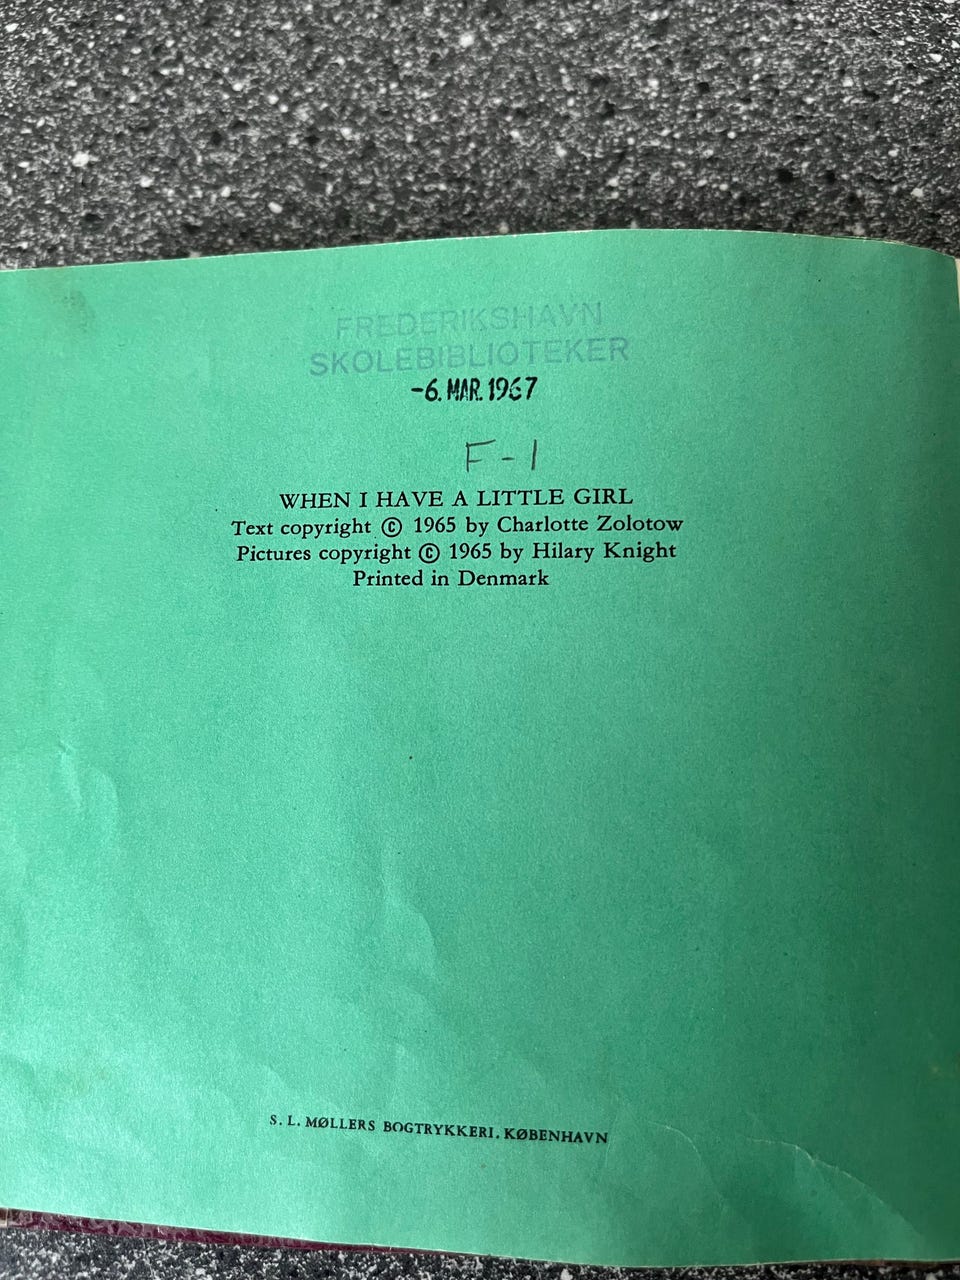 FREDERIKSHAVN
SKOLEBIBLIOTEKER
-6. MAR. 1967
F-1
WHEN I HAVE A LITTLE GIRL
Text copyright © 1965 by Charlotte Zolotow
Pictures copyright © 1965 by Hilary Knight
Printed in Denmark
S. L. MØLLERS BOGTRYKKERI. KØBENHAVN